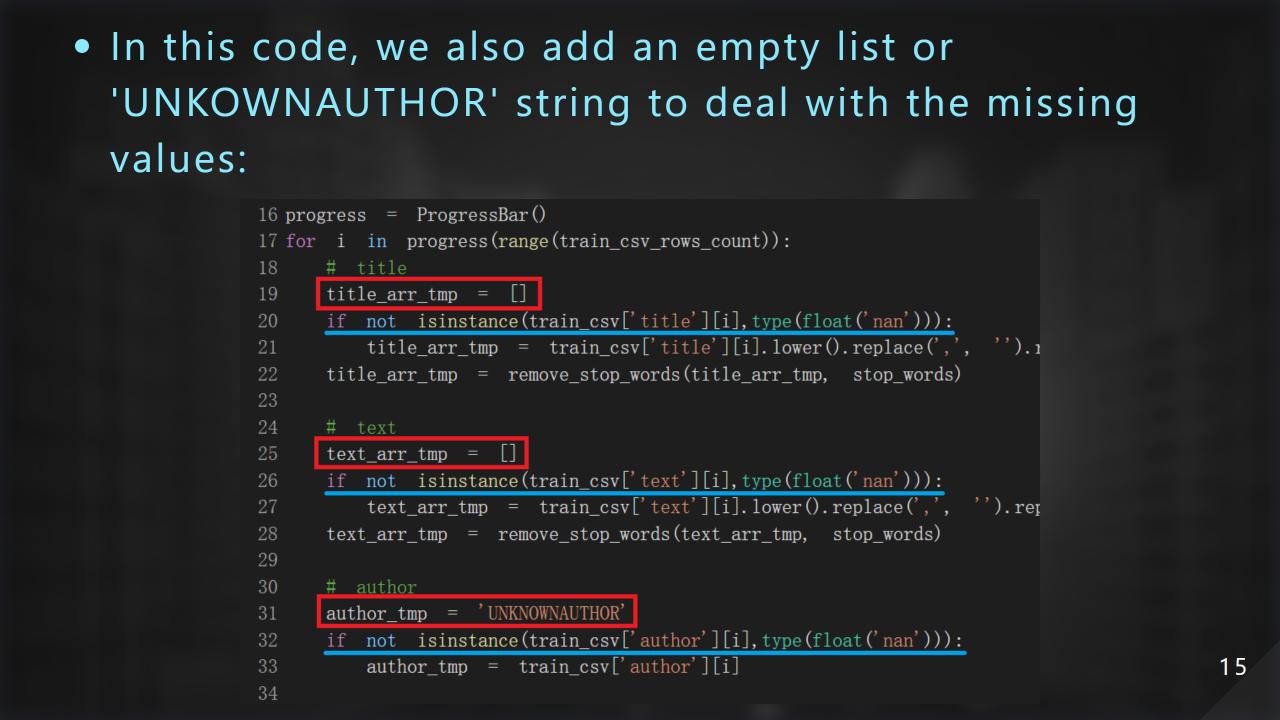 • In this code, we also add an empty list or
'UNKOWNAUTHOR' string to deal with the missing
values:
16 progress = ProgressBar()
17 for i in progress(range(train_csv_rows_count)):
18 # title
19 title_arr_tmp = []
20 if not isinstance(train_csv['title'][i],type(float('nan'))):
21 title_arr_tmp = train_csv['title'][i].lower().replace(',', '').r
22 title_arr_tmp = remove_stop_words(title_arr_tmp, stop_words)
23
24 # text
25 text_arr_tmp = []
26 if not isinstance(train_csv['text'][i],type(float('nan'))):
27 text_arr_tmp = train_csv['text'][i].lower().replace(',', '').rep
28 text_arr_tmp = remove_stop_words(text_arr_tmp, stop_words)
29
30 # author
31 author_tmp = 'UNKNOWNAUTHOR'
32 if not isinstance(train_csv['author'][i],type(float('nan'))):
33 author_tmp = train_csv['author'][i]
34
15